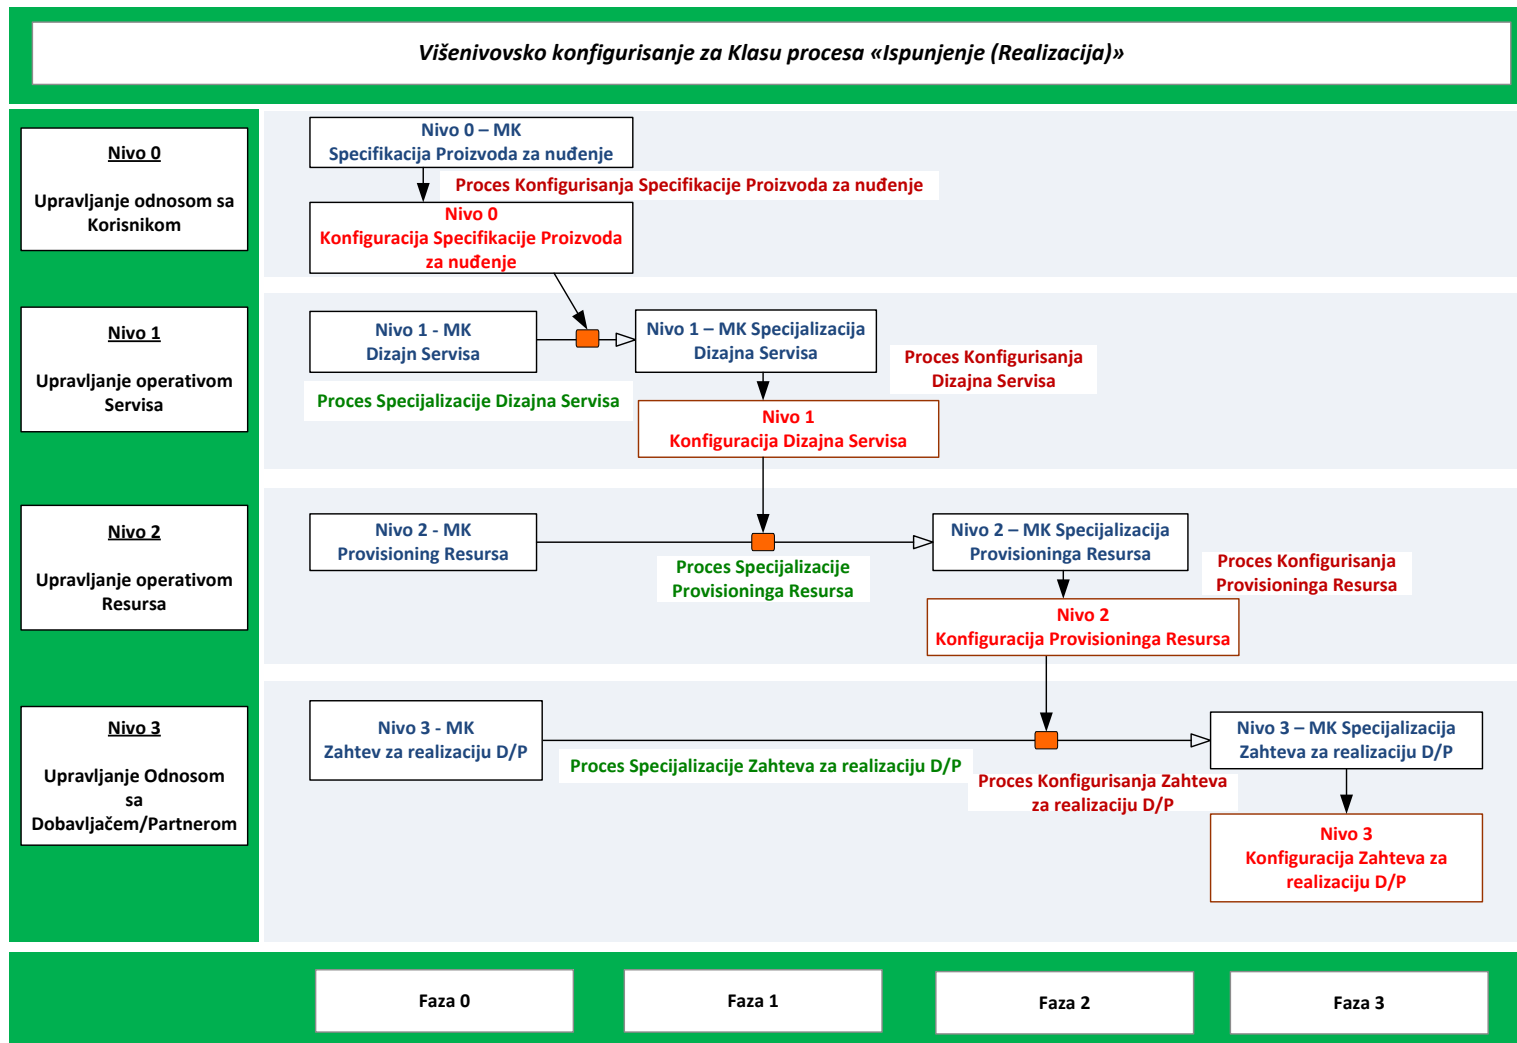 Višenivovsko konfigurisanje za Klasu procesa «Ispunjenje (Realizacija)»
Nivo 0
Upravljanje odnosom sa
Korisnikom
Nivo 0 – MK
Specifikacija Proizvoda za nuđenje
Proces Konfigurisanja Specifikacije Proizvoda za nuđenje
Nivo 0
Konfiguracija Specifikacije Proizvoda
za nuđenje
Nivo 1
Upravljanje operativom
Servisa
Nivo 1 - MK
Dizajn Servisa
Nivo 1 – MK Specijalizacija
Dizajna Servisa
Proces Konfigurisanja
Dizajna Servisa
Proces Specijalizacije Dizajna Servisa
Nivo 1
Konfiguracija Dizajna Servisa
Nivo 2
Upravljanje operativom
Resursa
Nivo 2 - MK
Provisioning Resursa
Nivo 2 – MK Specijalizacija
Provisioninga Resursa
Proces Specijalizacije
Provisioninga Resursa
Proces Konfigurisanja
Provisioninga Resursa
Nivo 2
Konfiguracija Provisioninga Resursa
Nivo 3
Upravljanje Odnosom
sa
Dobavljačem/Partnerom
Nivo 3 - MK
Zahtev za realizaciju D/P
Nivo 3 – MK Specijalizacija
Zahteva za realizaciju D/P
Proces Specijalizacije Zahteva za realizaciju D/P
Proces Konfigurisanja Zahteva
za realizaciju D/P
Nivo 3
Konfiguracija Zahteva za
realizaciju D/P
Faza 0
Faza 1
Faza 2
Faza 3